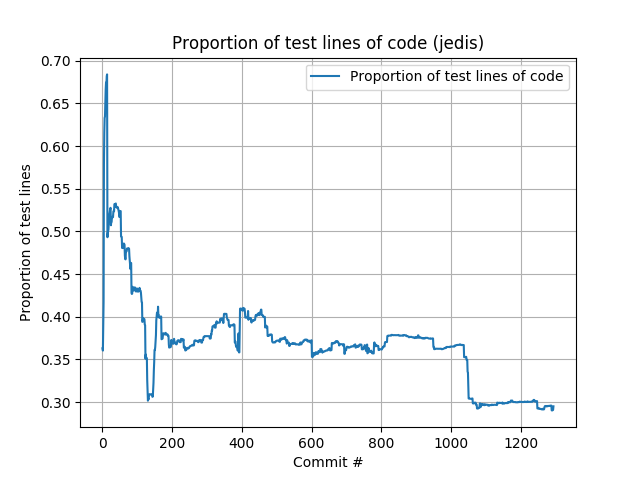 Proportion of test lines of code (jedis)
Proportion of test lines of code
Proportion of test lines
0.70
0.65
0.60
0.55
0.50
0.45
0.40
0.35
0.30
0 200 400 600 800 1000 1200
Commit #